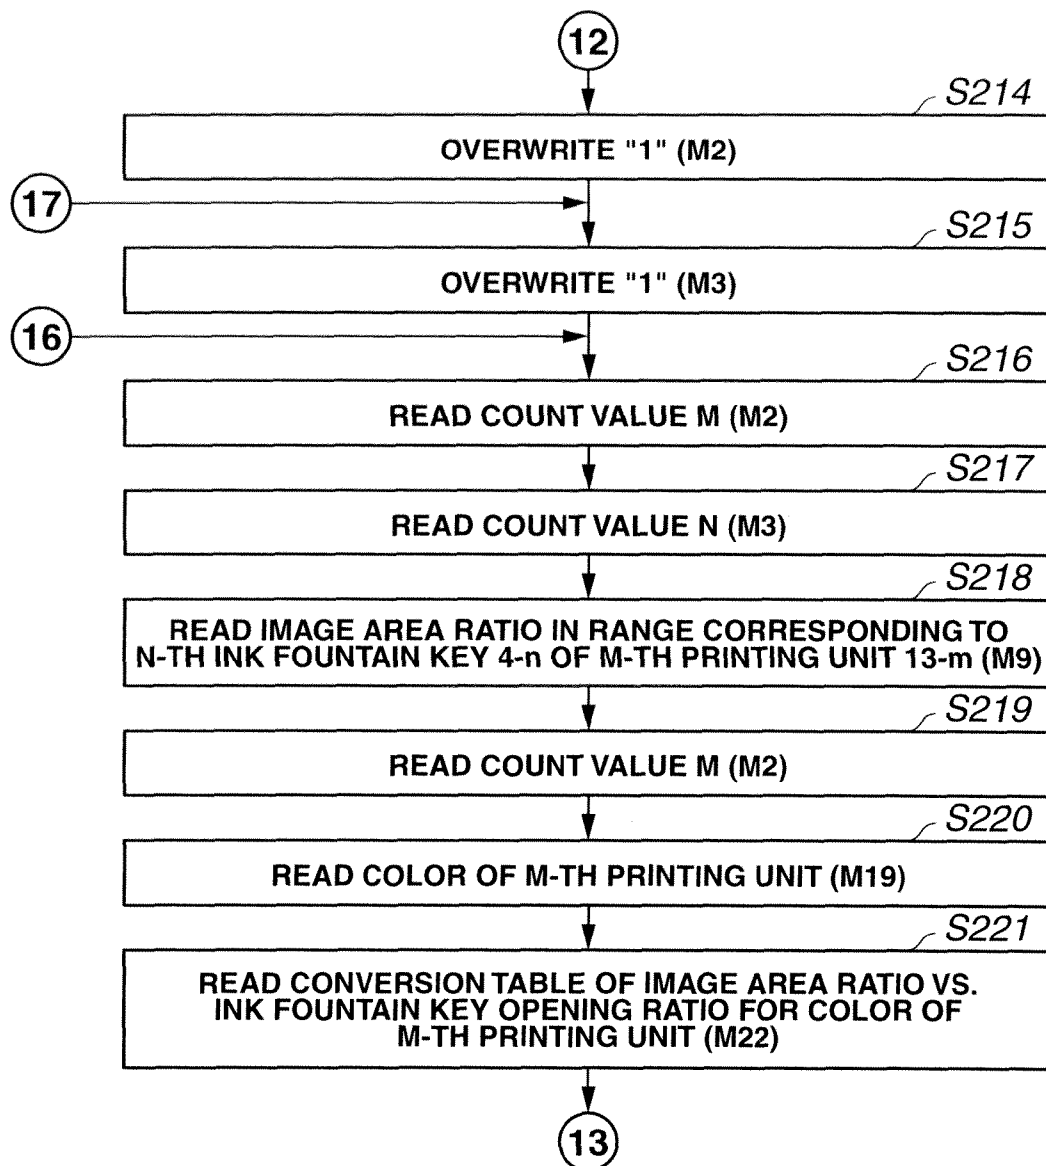 12
S214
OVERWRITE "1" (M2)
17
S215
OVERWRITE "1" (M3)
16
S216
READ COUNT VALUE M (M2)
S217
READ COUNT VALUE N (M3)
S218
READ IMAGE AREA RATIO IN RANGE CORRESPONDING TO
N-TH INK FOUNTAIN KEY 4-n OF M-TH PRINTING UNIT 13-m (M9)
S219
READ COUNT VALUE M (M2)
S220
READ COLOR OF M-TH PRINTING UNIT (M19)
S221
READ CONVERSION TABLE OF IMAGE AREA RATIO VS.
INK FOUNTAIN KEY OPENING RATIO FOR COLOR OF
M-TH PRINTING UNIT (M22)
13